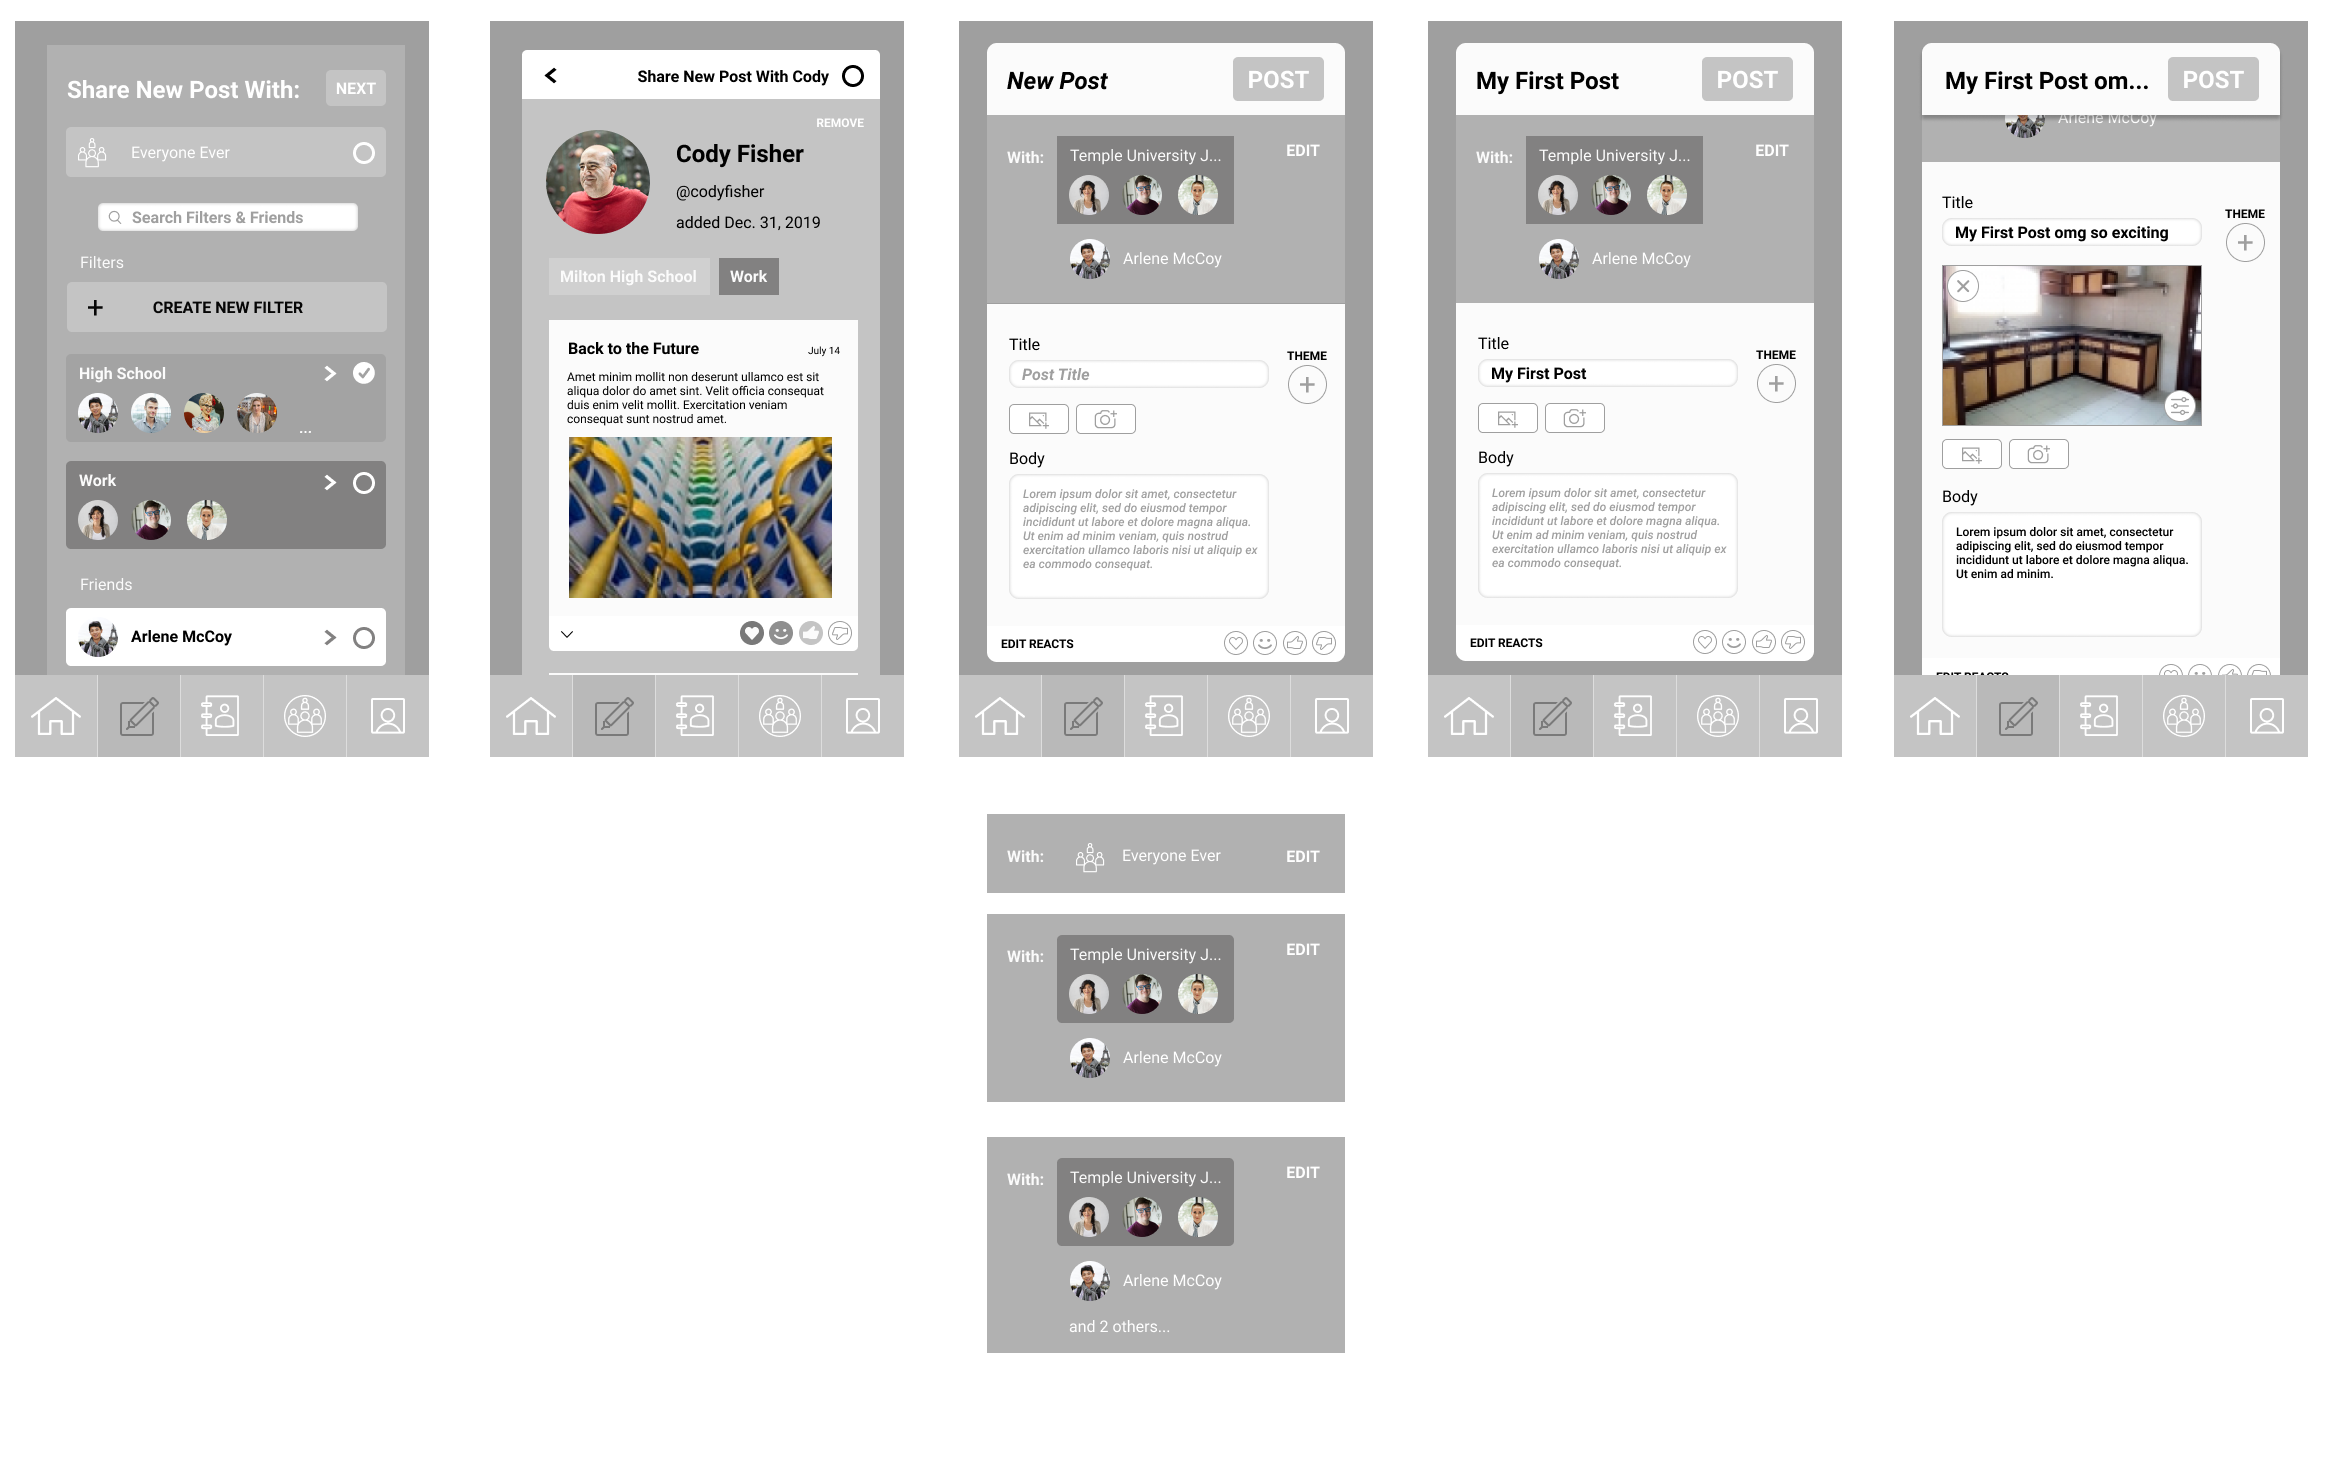 Share New Post With:
NEXT
Everyone Ever
Search Filters & Friends
Filters
+ CREATE NEW FILTER
High School
...
Work
Friends
Arlene McCoy
Share New Post With Cody
REMOVE
Cody Fisher
@codyfisher
added Dec. 31, 2019
Milton High School
Work
Back to the Future
July 14
Amet minim mollit non deserunt ullamco est sit
aliqua dolor do amet sint. Velit officia consequat
duis enim velit mollit. Exercitation veniam
consequat sunt nostrud amet.
New Post
POST
With:
Temple University J...
EDIT
Arlene McCoy
Title
THEME
Post Title
Body
Lorem ipsum dolor sit amet, consectetur
adipiscing elit, sed do eiusmod tempor
incididunt ut labore et dolore magna aliqua.
Ut enim ad minim veniam, quis nostrud
exercitation ullamco laboris nisi ut aliquip ex
ea commodo consequat.
EDIT REACTS
My First Post
POST
With:
Temple University J...
EDIT
Arlene McCoy
Title
THEME
My First Post
Body
Lorem ipsum dolor sit amet, consectetur
adipiscing elit, sed do eiusmod tempor
incididunt ut labore et dolore magna aliqua.
Ut enim ad minim veniam, quis nostrud
exercitation ullamco laboris nisi ut aliquip ex
ea commodo consequat.
EDIT REACTS
My First Post om...
POST
Arlene McCoy
Title
THEME
My First Post omg so exciting
Body
Lorem ipsum dolor sit amet, consectetur
adipiscing elit, sed do eiusmod tempor
incididunt ut labore et dolore magna aliqua.
Ut enim ad minim.
EDIT REACTS
With:
Everyone Ever
EDIT
With:
Temple University J...
EDIT
Arlene McCoy
With:
Temple University J...
EDIT
Arlene McCoy
and 2 others...